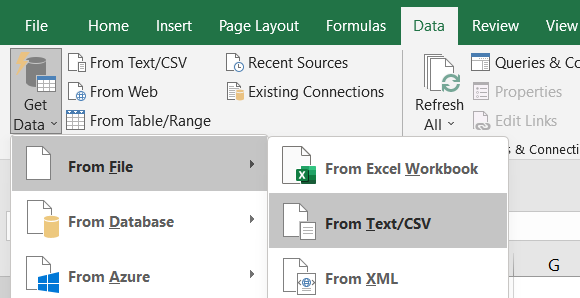 File Home Insert Page Layout Formulas Data Review View
From Text/CSV Recent Sources Queries & Co
Get Data From Web Existing Connections Refresh All Properties
From Table/Range Edit Links
s & Connecti
From File From Excel Workbook
From Database From Text/CSV
From Azure From XML
G